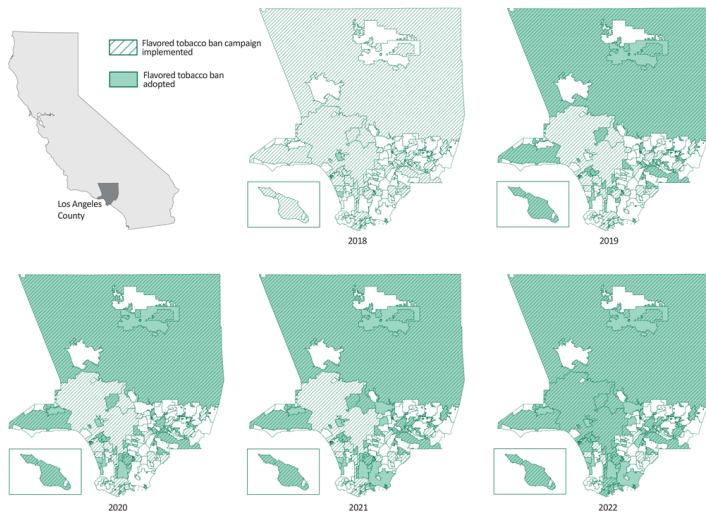 Flavored tobacco ban campaign
implemented
Flavored tobacco ban
adopted
Los Angeles
County
2018
2019
2020
2021
2022